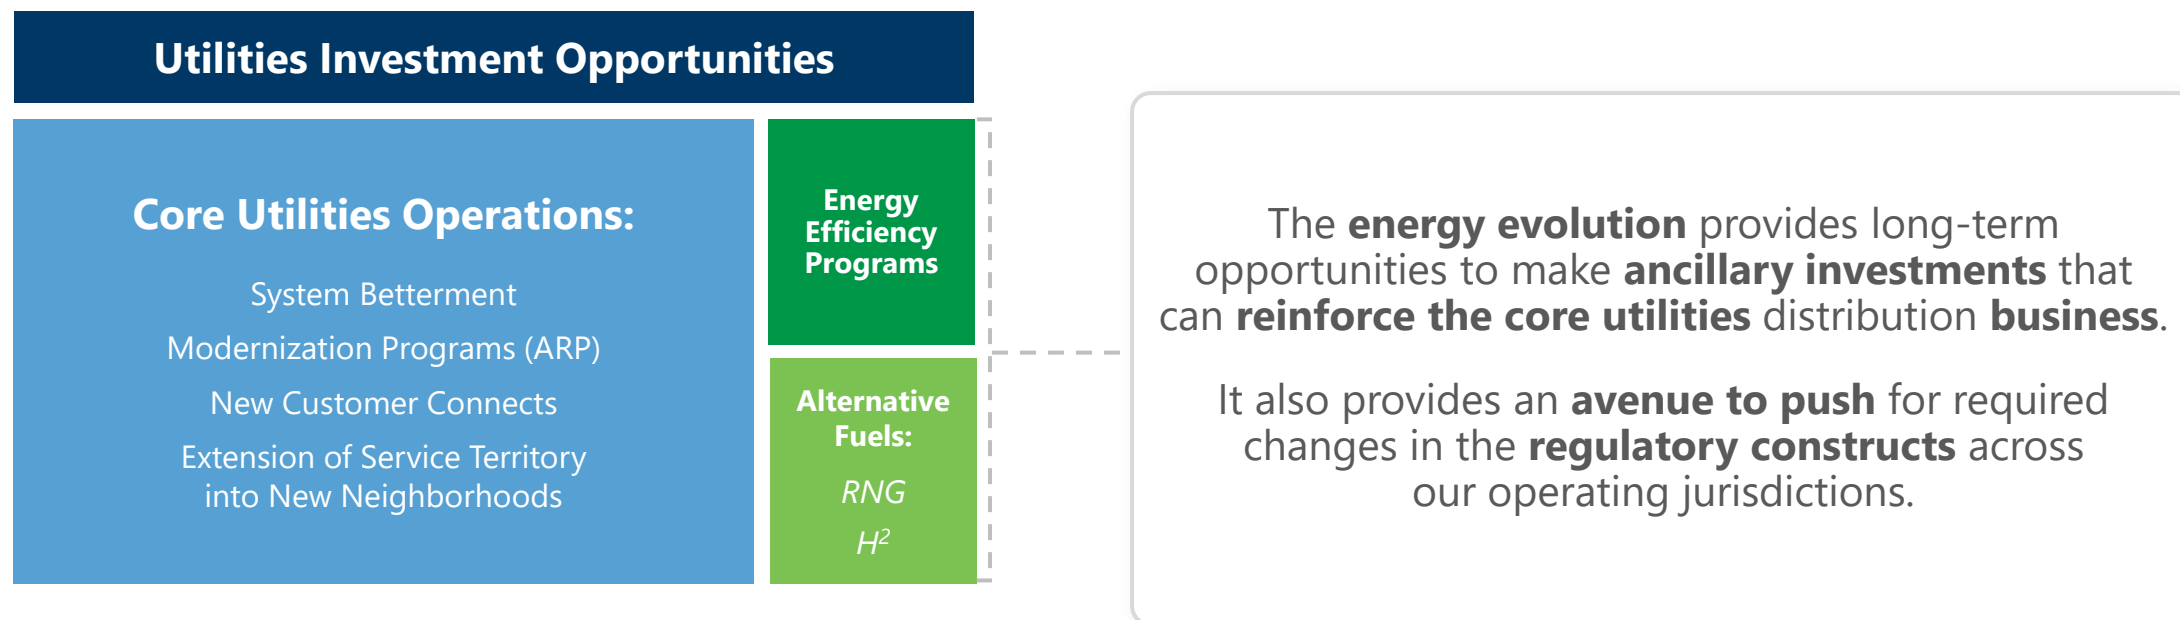 Utilities Investment Opportunities
Core Utilities Operations:
System Betterment
Modernization Programs (ARP)
New Customer Connects
Extension of Service Territory
into New Neighborhoods
Energy
Efficiency
Programs
Alternative
Fuels:
RNG
H²
The energy evolution provides long-term
opportunities to make ancillary investments that
can reinforce the core utilities distribution business.
It also provides an avenue to push for required
changes in the regulatory constructs across
our operating jurisdictions.